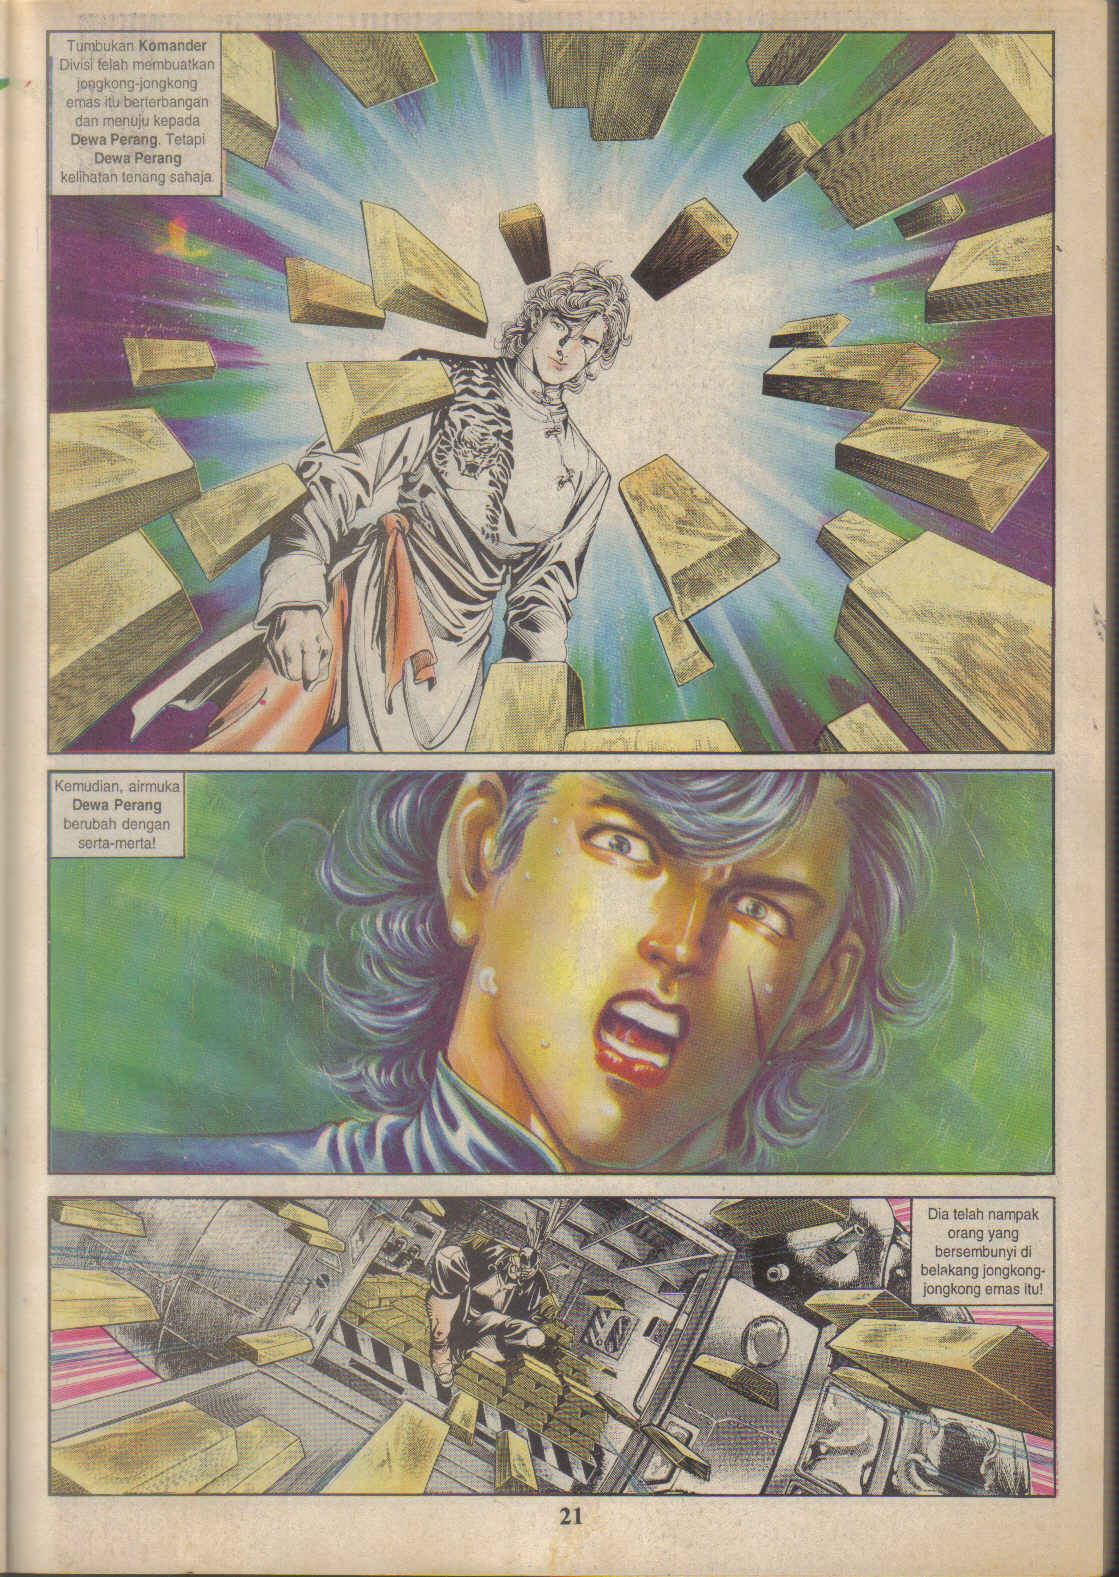 Tumbukan Komander
Divisi telah membuatkan
jongkong-jongkong
emas itu berterbangan
dan menuju kepada
Dewa Perang. Tetapi
Dewa Perang
kelihatan tenang sahaja.
Kemudian, airmuka
Dewa Perang
berubah dengan
serta-merta!
Dia telah nampak
orang yang
bersembunyi di
belakang jongkong-
jongkong emas itu!
21